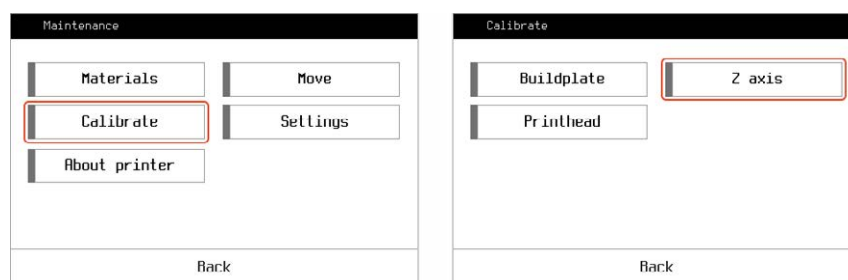 Maintenance
Materials
Move
Calibrate
Settings
About printer
Back
Calibrate
Buildplate
Z axis
Printhead
Back